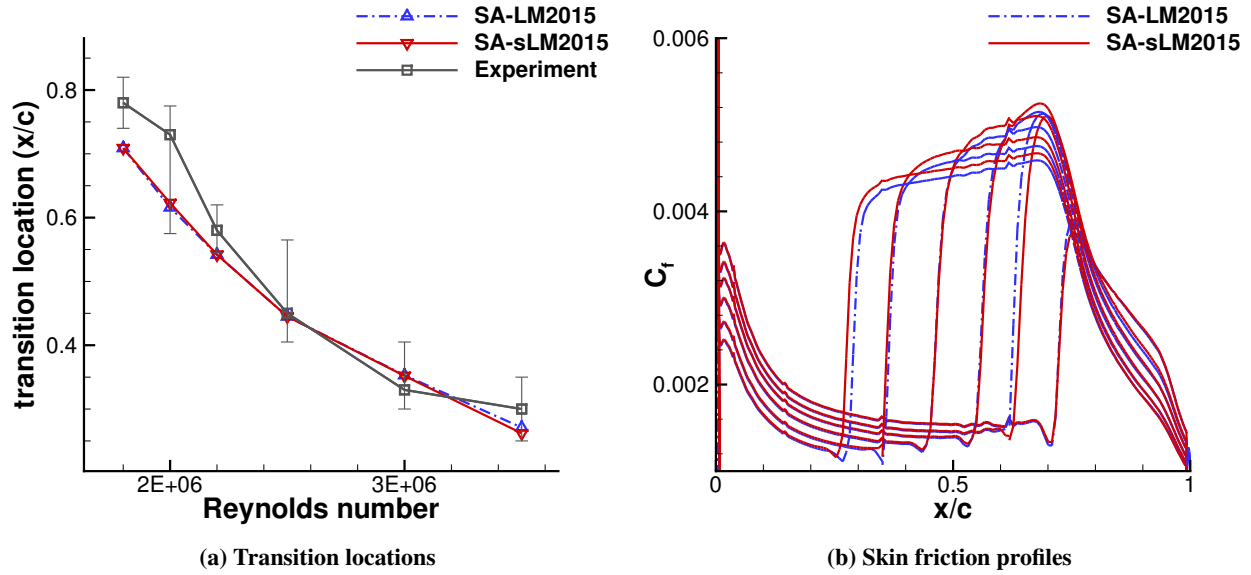 SA-LM2015
SA-sLM2015
Experiment
transition location (x/c)
0.8
0.6
0.4
2E+06
3E+06
Reynolds number
(a) Transition locations
SA-LM2015
SA-sLM2015
C_f
0.006
0.004
0.002
0
0.5
1
x/c
(b) Skin friction profiles